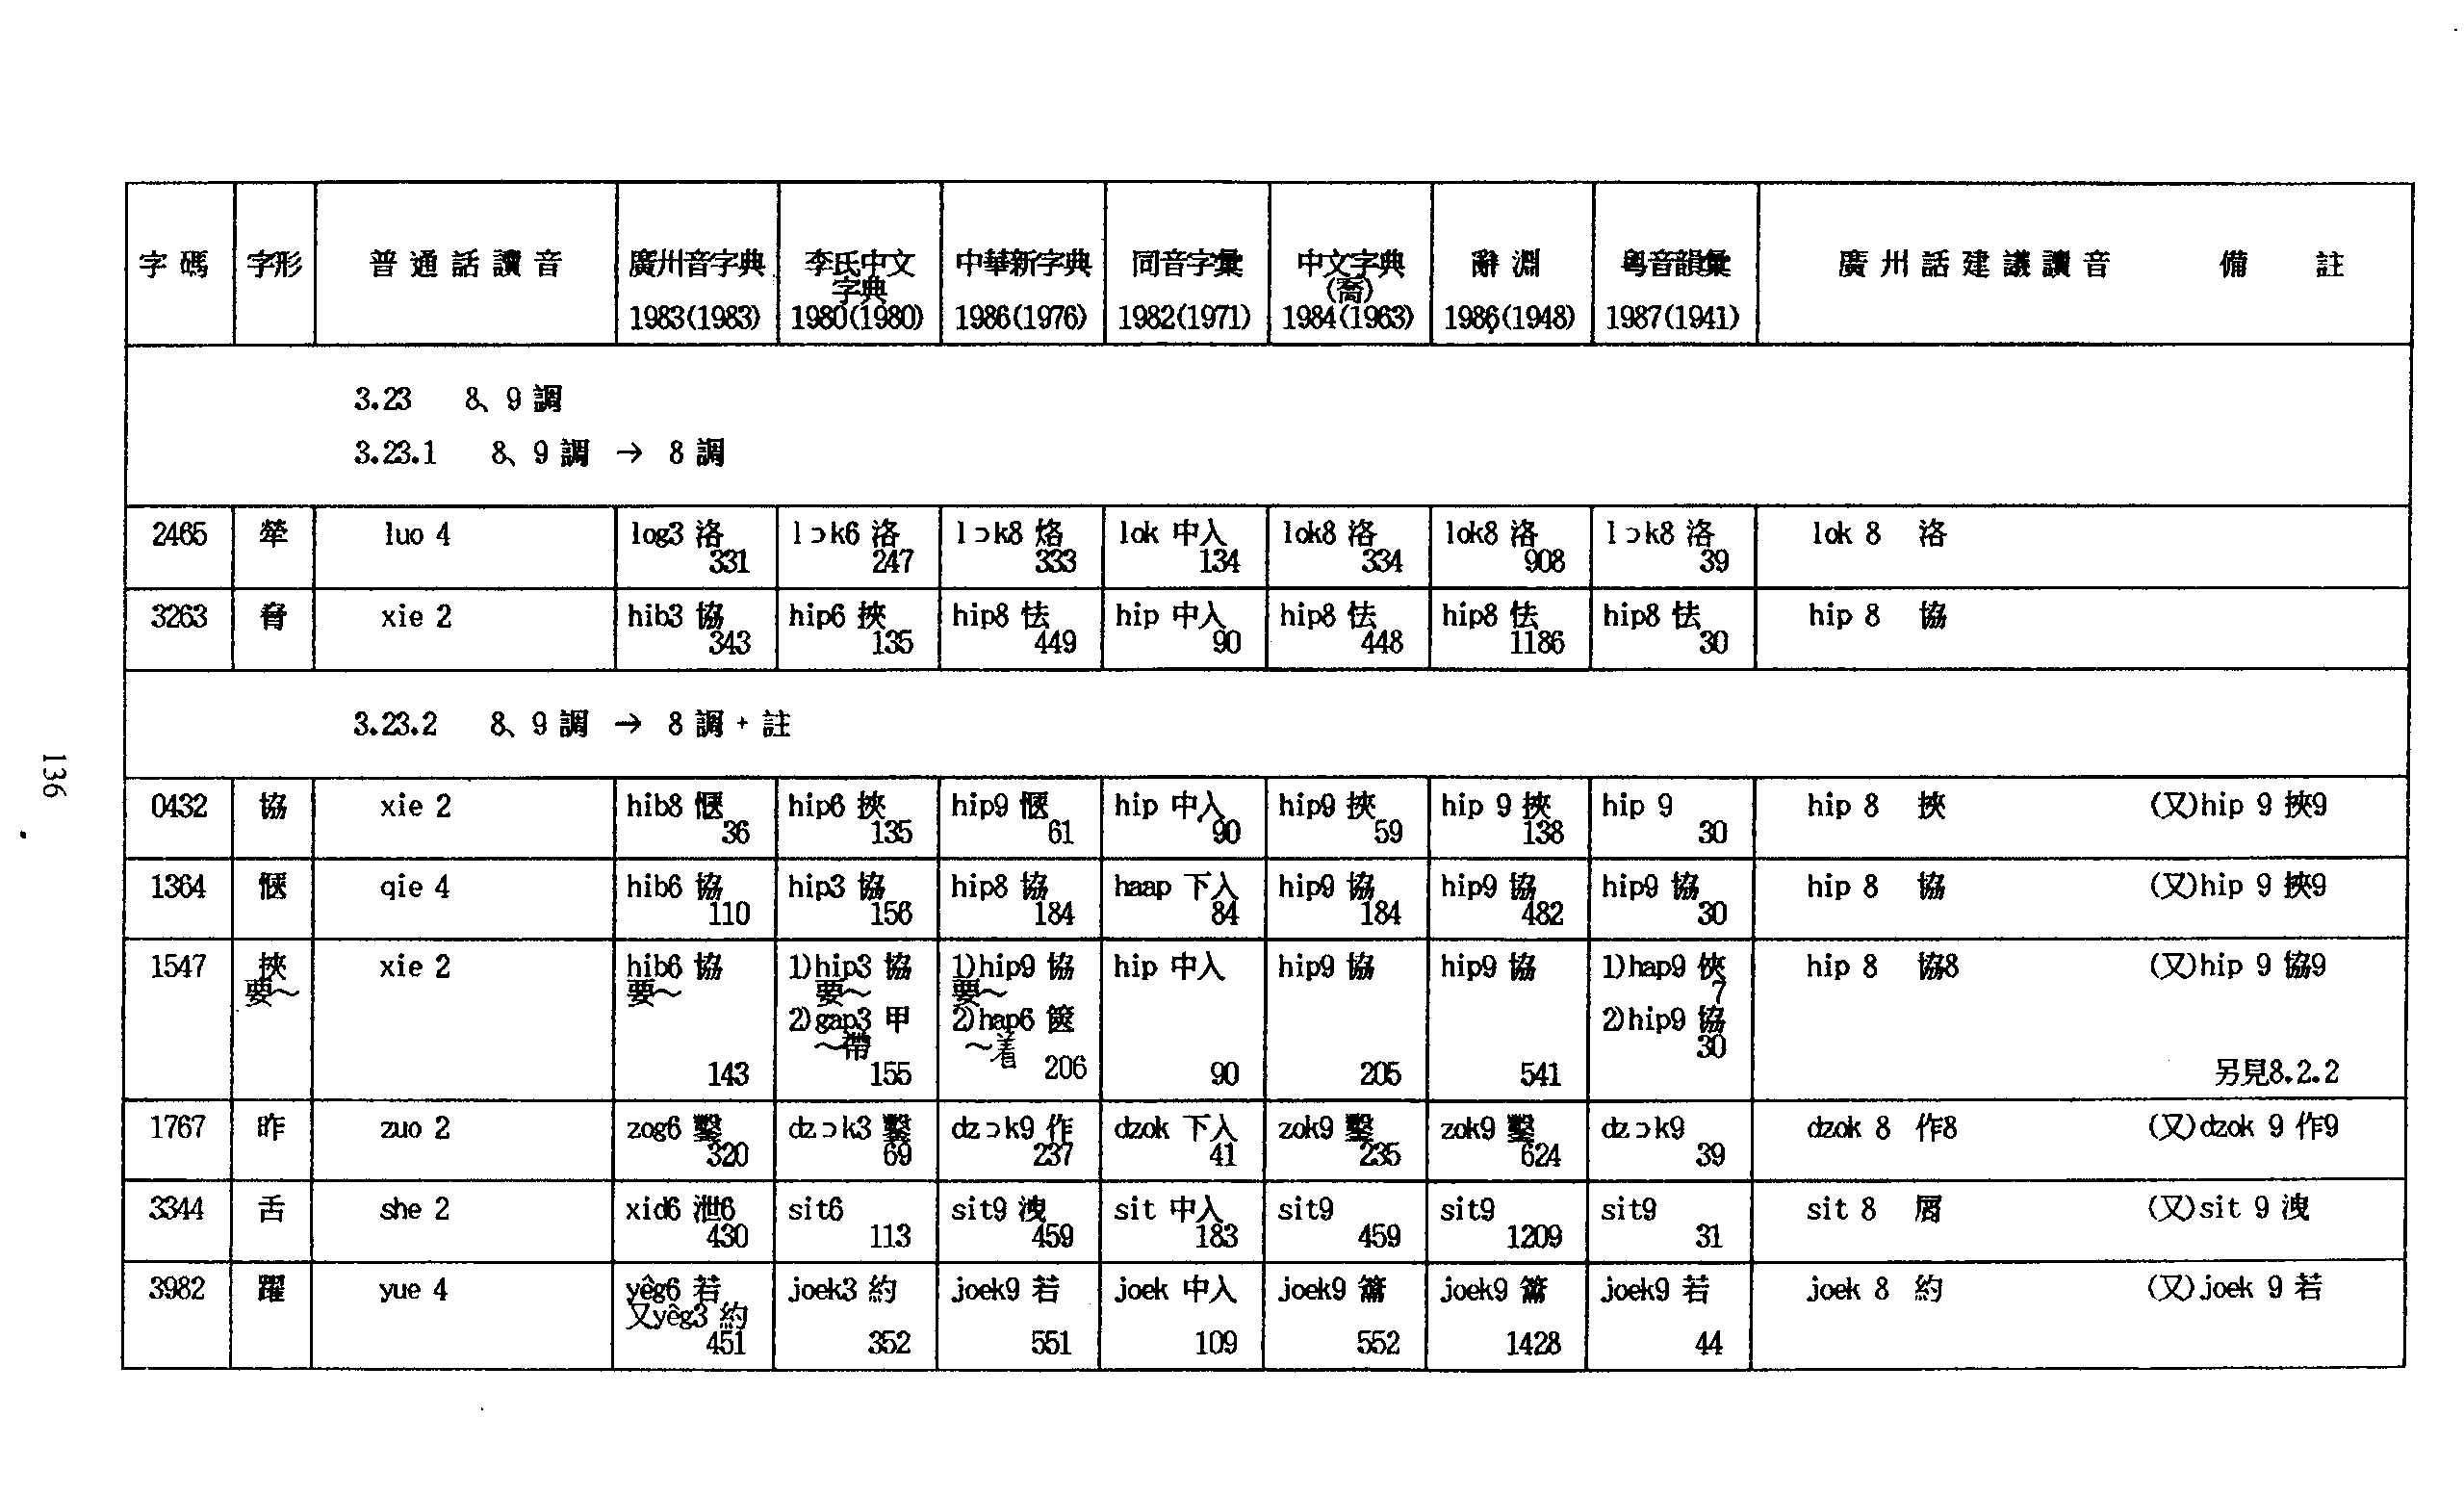 字碼 字形 普通話讀音 廣州音字典 李氏中文 中華新字典 同音字彙 中文字典 辭淵 粵音韻彙 廣州話建議讀音 備註
字典 (喬)
1983(1983) 1980(1980) 1986(1976) 1982(1971) 1984(1963) 1986(1948) 1987(1941)
3.23 8、9調
3.23.1 8、9調 → 8調
2465 犖 luo 4 log3 洛 lɔk6 洛 lɔk8 烙 lok 中入 lok8 洛 lok8 洛 lɔk8 洛 lok 8 洛
331 247 333 134 334 908 39
3263 脅 xie 2 hib3 協 hip6 挾 hip8 怯 hip 中入 hip8 怯 hip8 怯 hip8 怯 hip 8 協
343 135 449 90 448 1186 30
3.23.2 8、9調 → 8調+註
136
0432 協 xie 2 hib8 愜 hip6 挾 hip9 愜 hip 中入 hip9 挾 hip 9 挾 hip 9 hip 8 挾 (又)hip 9 挾9
36 135 61 90 59 138 30
1364 愜 qie 4 hib6 協 hip3 協 hip8 協 haap 下入 hip9 協 hip9 協 hip9 協 hip 8 協 (又)hip 9 挾9
110 156 184 84 184 482 30
1547 挾 xie 2 hib6 協 1)hip3 協 1)hip9 協 hip 中入 hip9 協 hip9 協 1)hap9 俠 hip 8 協8 (又)hip 9 協9
要～ 要～ 要～ 要～ 7
2)gap3 甲 2)hap6 篋 2)hip9 協
～帶 ～着 30
143 155 206 90 205 541 另見8.2.2
1767 昨 zuo 2 zog6 鑿 dzɔk3 鑿 dzɔk9 作 dzok 下入 zok9 鑿 zok9 鑿 dzɔk9 dzok 8 作8 (又)dzok 9 作9
320 69 237 41 235 624 39
3344 舌 she 2 xid6 泄6 sit6 sit9 洩 sit 中入 sit9 sit9 sit9 sit 8 屑 (又)sit 9 洩
430 113 459 183 459 1209 31
3982 躍 yue 4 yêg6 若 joek3 約 joek9 若 joek 中入 joek9 籥 joek9 籥 joek9 若 joek 8 約 (又)joek 9 若
又yêg3 約
451 352 551 109 552 1428 44